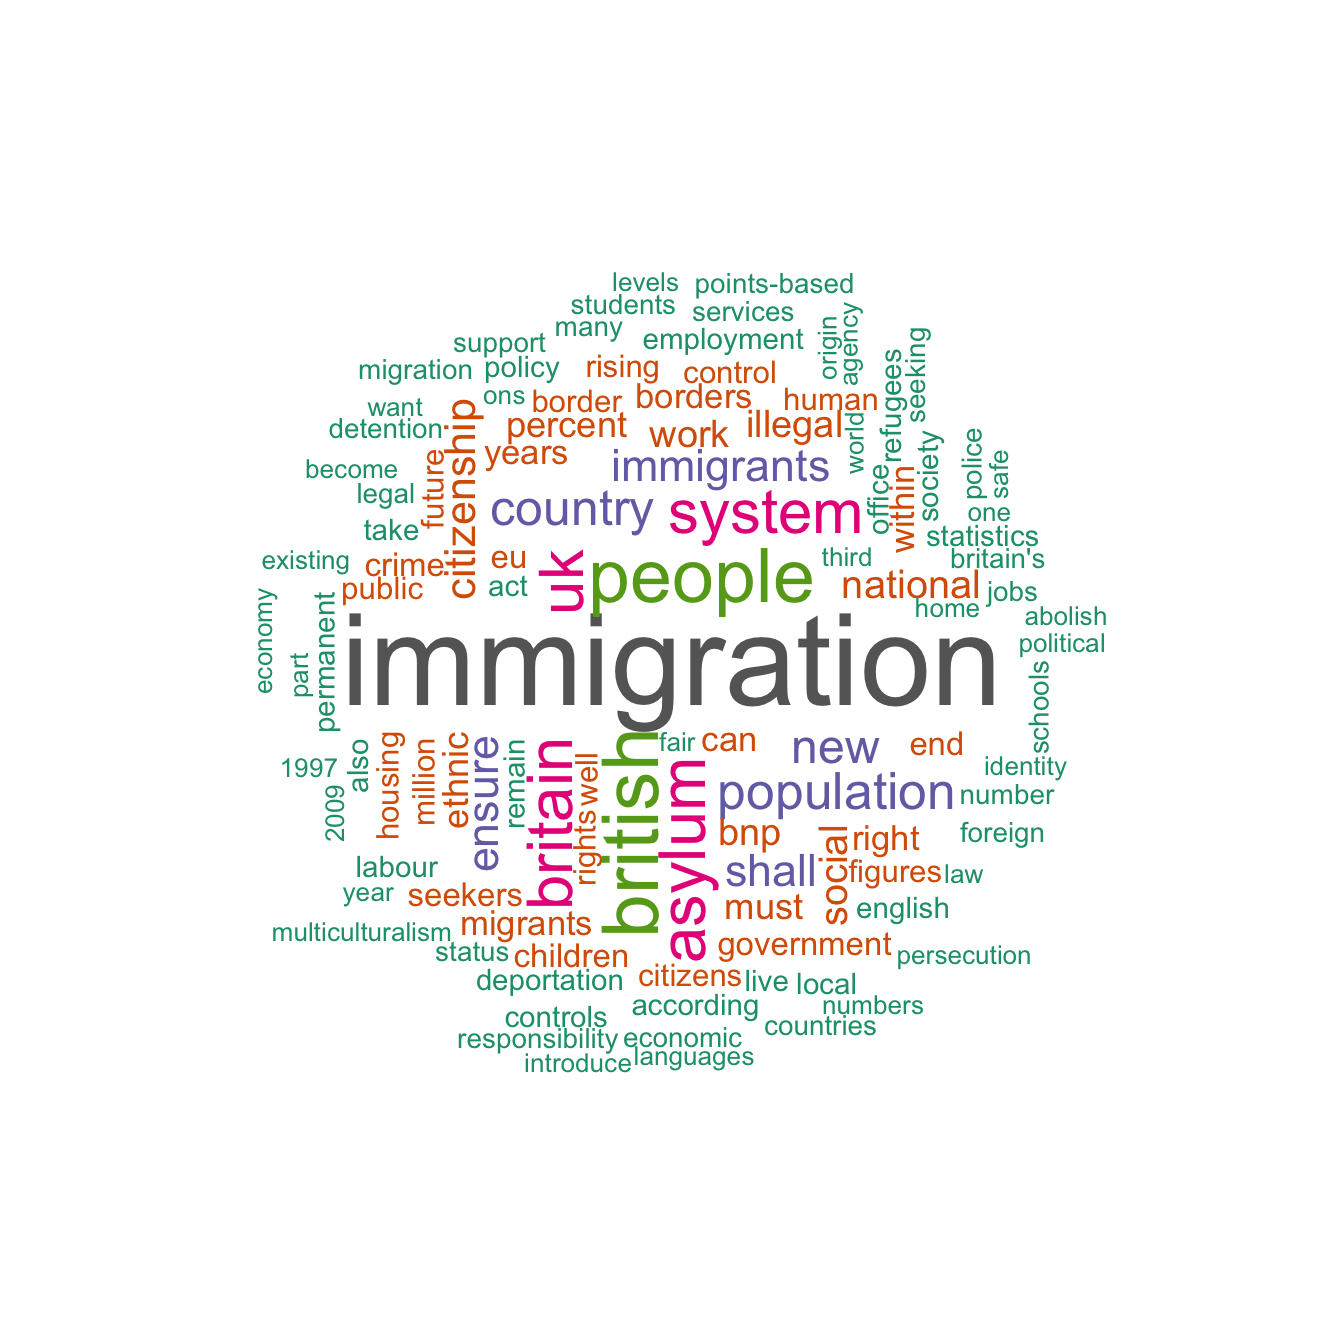 levels
points-based
students
services
many
employment
support
origin
agency
migration
policy
rising
control
refugees
seeking
want
ons
border
borders
human
detention
citizenship
percent
work
illegal
world
become
future
years
immigrants
office
within
society
police
safe
legal
country
system
one
take
statistics
existing
crime
eu
uk
people
third
national
britain's
public
act
jobs
home
economy
permanent
part
immigration
abolish
political
schools
1997
also
housing
million
ethnic
ensure
remain
britain
rights
well
british
fair
asylum
can
new
end
identity
2009
population
number
bnp
social
right
foreign
labour
shall
figures
law
year
seekers
must
english
multiculturalism
migrants
government
persecution
status
children
deportation
citizens
live
local
according
numbers
controls
countries
responsibility
economic
introduce
languages